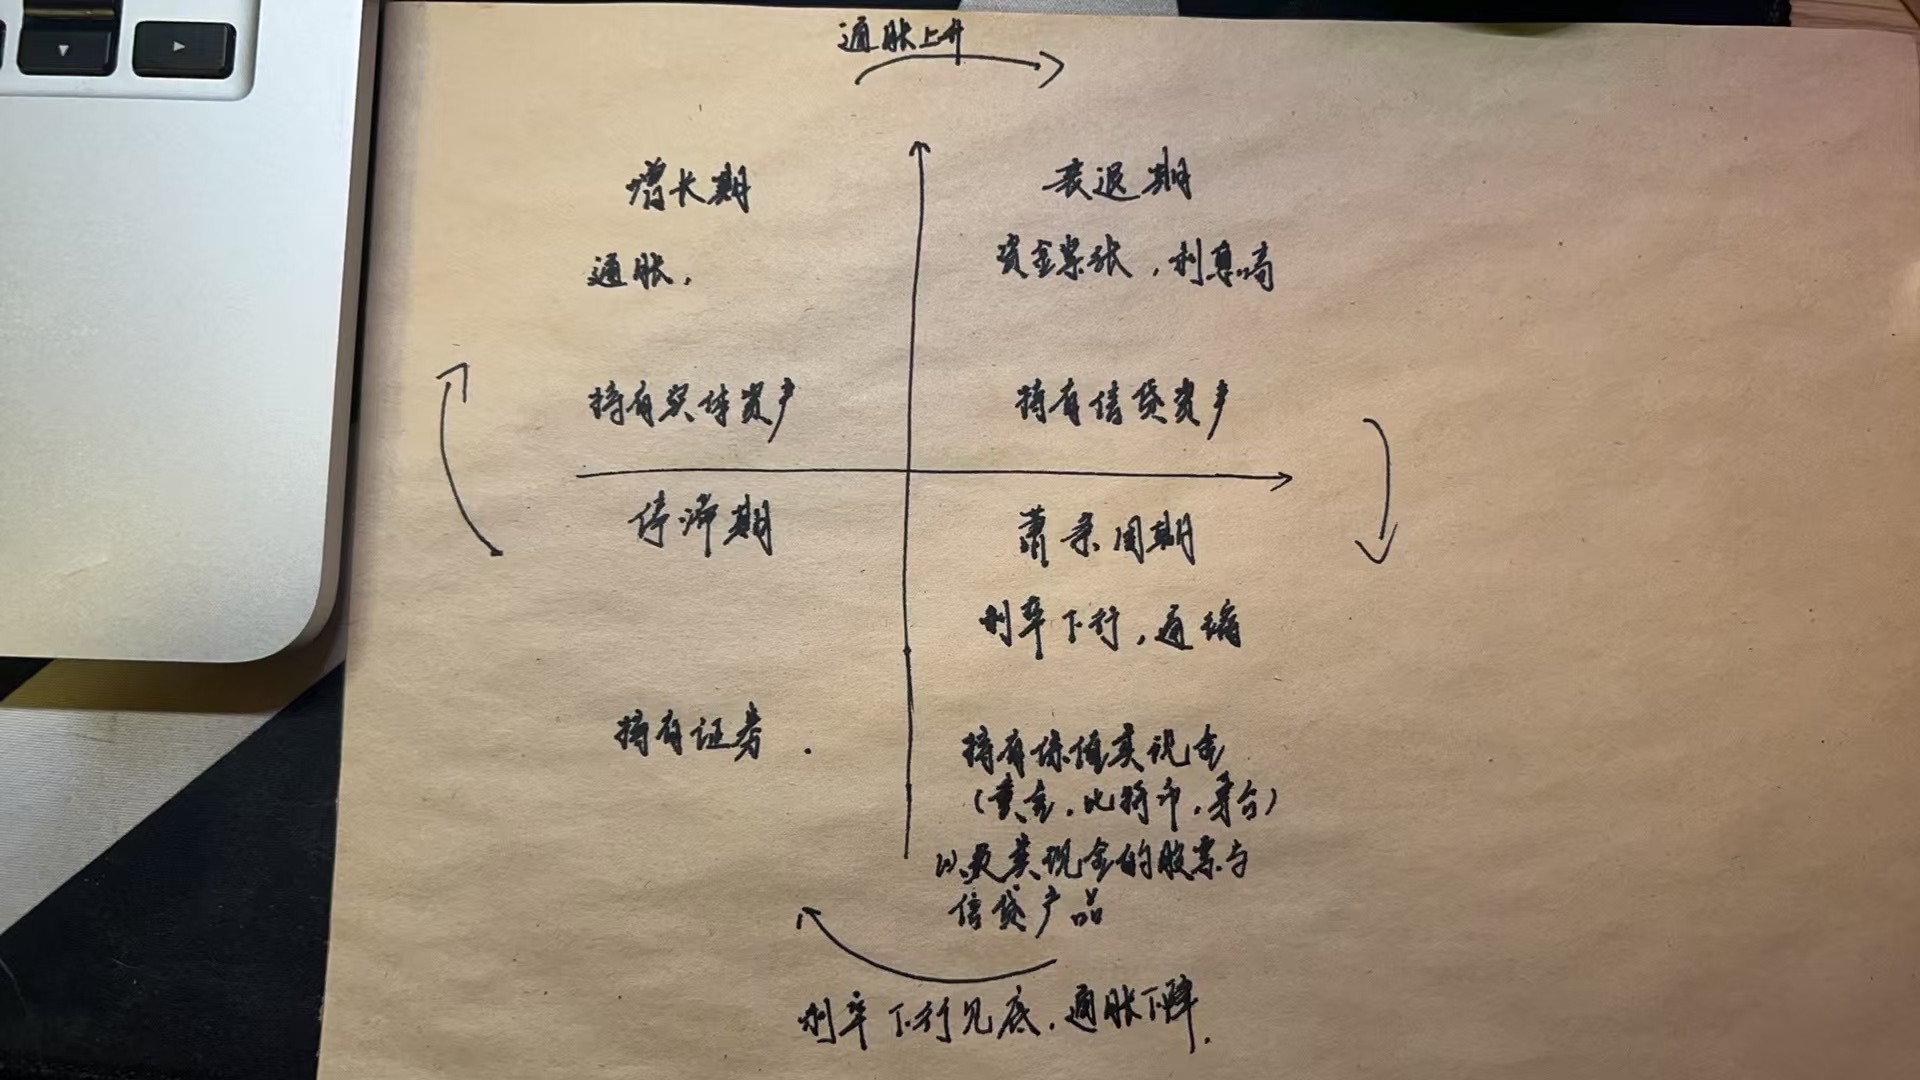 通胀上升
增长期
通胀,
持有实体资产
衰退期
资金紧张,利息高
持有信贷资产
停滞期
持有证券.
萧条周期
利率下行,通缩
持有保值类现金
(黄金,比特币,茅台)
以及类现金的股票与
信贷产品
利率下行见底,通胀下降.